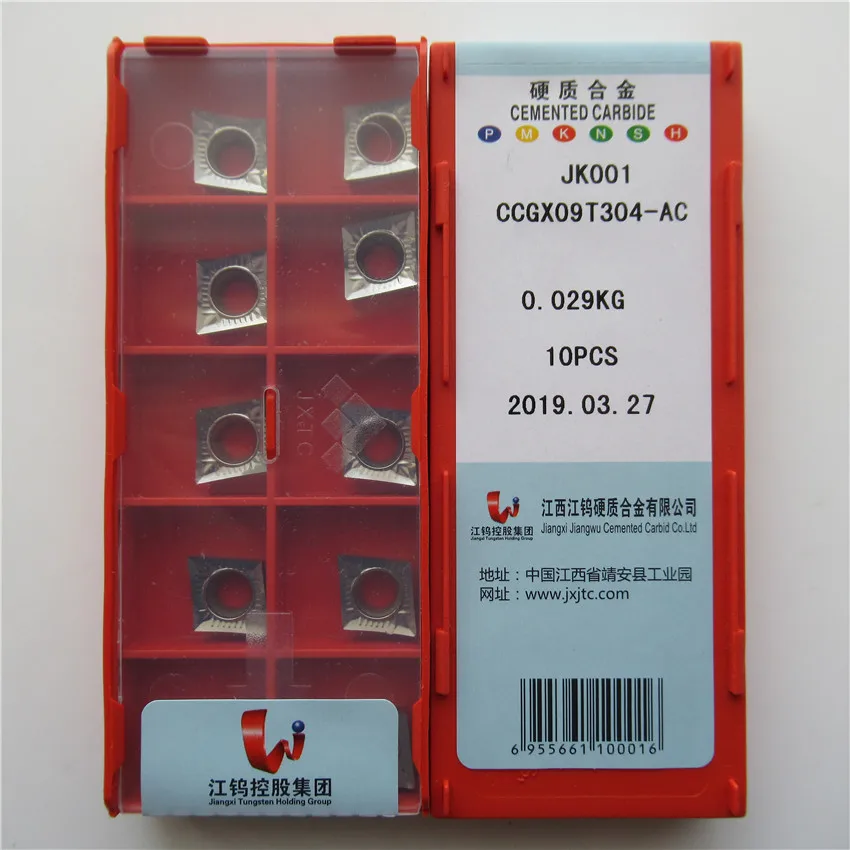 JXJTC
江钨控股集团
Jiangxi Tungsten Holding Group
硬质合金
CEMENTED CARBIDE
P M K N S H
JK001
CCGX09T304-AC
0.029KG
10PCS
2019.03.27
江钨控股集团
Jiangxi Tungsten Holding Group
江西江钨硬质合金有限公司
Jiangxi Jiangwu Cemented Carbid Co.Ltd
地址：中国江西省靖安县工业园
网址：www.jxjtc.com
6 955661 100016